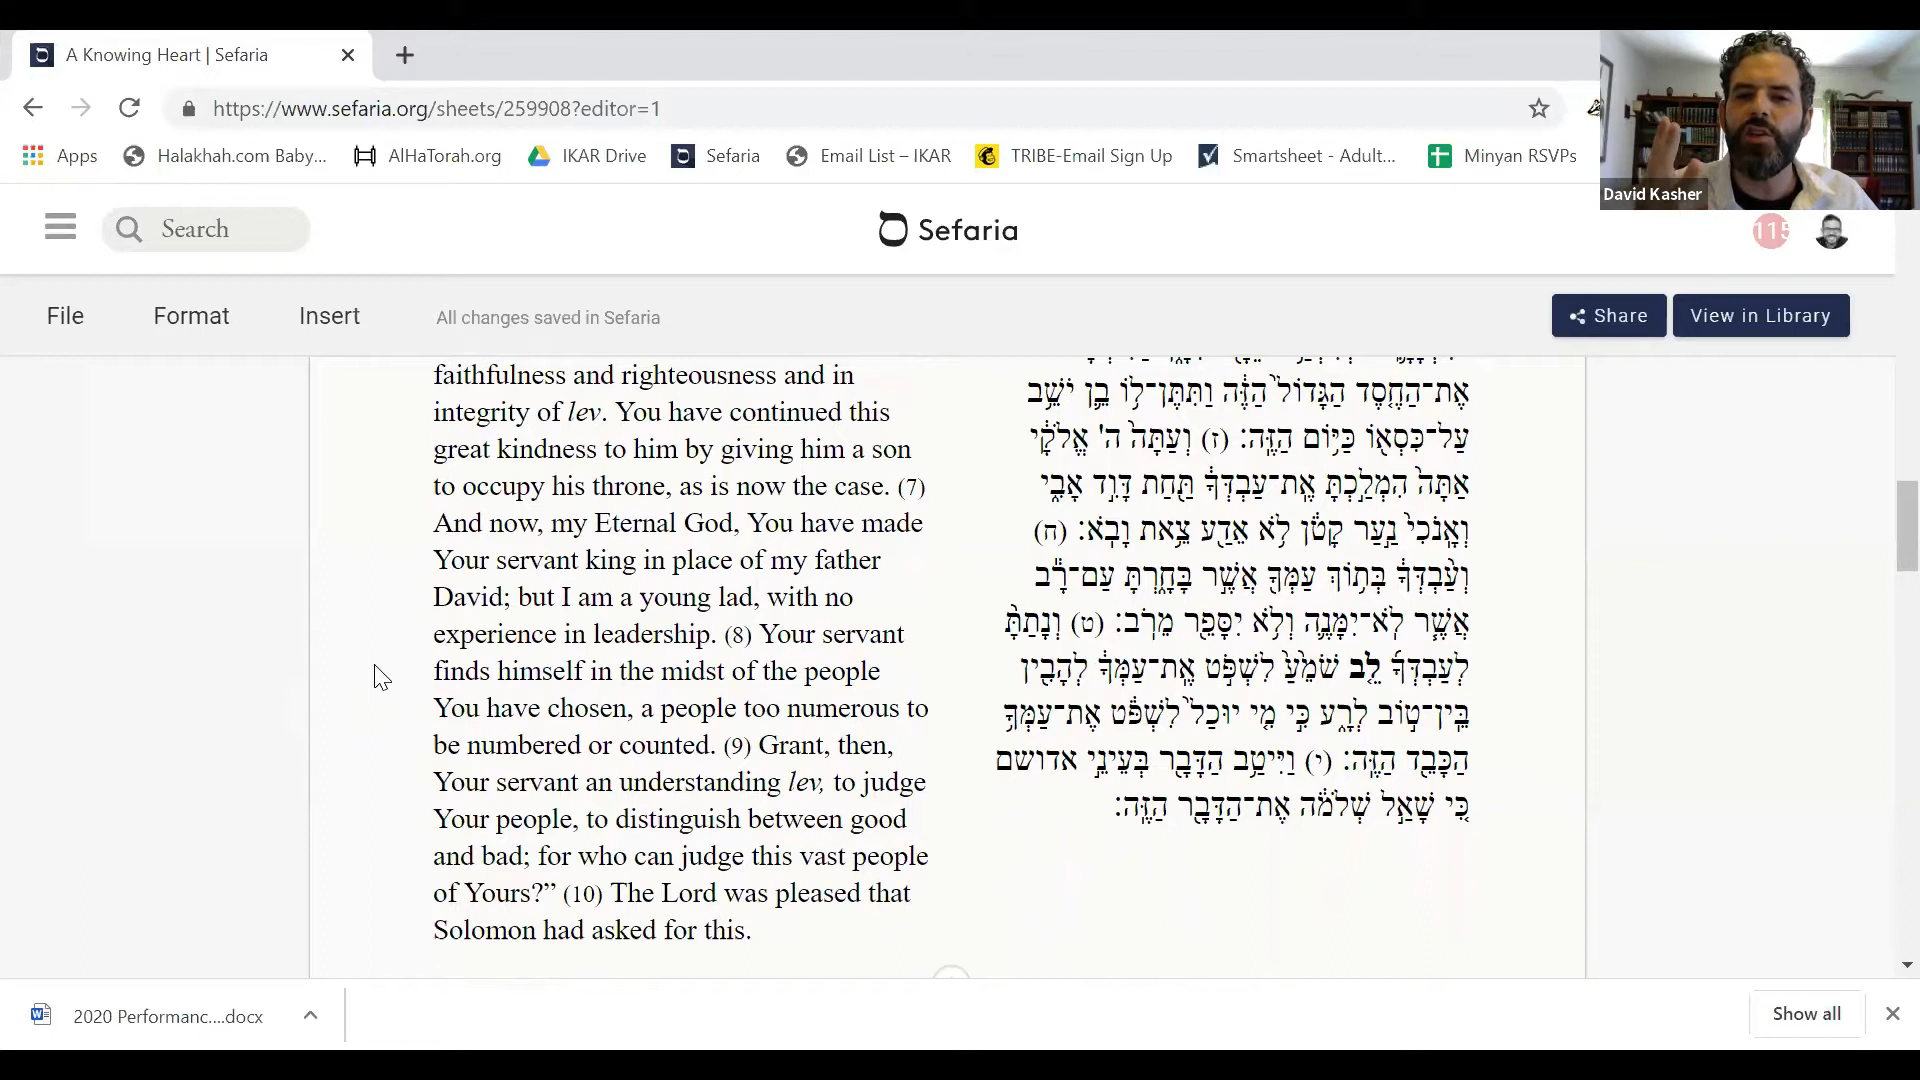 A Knowing Heart | Sefaria
https://www.sefaria.org/sheets/259908?editor=1
Apps
Halakhah.com Baby...
AlHaTorah.org
IKAR Drive
Sefaria
Email List – IKAR
TRIBE-Email Sign Up
Smartsheet - Adult...
Minyan RSVPs
David Kasher
Search
Sefaria
115
File
Format
Insert
All changes saved in Sefaria
Share
View in Library
faithfulness and righteousness and in
integrity of lev. You have continued this
great kindness to him by giving him a son
to occupy his throne, as is now the case. (7)
And now, my Eternal God, You have made
Your servant king in place of my father
David; but I am a young lad, with no
experience in leadership. (8) Your servant
finds himself in the midst of the people
You have chosen, a people too numerous to
be numbered or counted. (9) Grant, then,
Your servant an understanding lev, to judge
Your people, to distinguish between good
and bad; for who can judge this vast people
of Yours?” (10) The Lord was pleased that
Solomon had asked for this.
אֶת־הַחֶ֤סֶד הַגָּדוֹל֙ הַזֶּ֔ה וַתִּתֶּן־ל֥וֹ בֵ֛ן יֹשֵׁ֥ב
עַל־כִּסְא֖וֹ כַּיּ֥וֹם הַזֶּֽה׃ (ז) וְעַתָּה֙ ה' אֱלֹקָ֔י
אַתָּה֙ הִמְלַ֣כְתָּ אֶֽת־עַבְדְּךָ֔ תַּ֖חַת דָּוִ֣ד אָבִ֑י
וְאָֽנֹכִי֙ נַ֣עַר קָטֹ֔ן לֹ֥א אֵדַ֖ע צֵ֥את וָבֹֽא׃ (ח)
וְעַ֨בְדְּךָ֔ בְּת֥וֹךְ עַמְּךָ֖ אֲשֶׁ֣ר בָּחָ֑רְתָּ עַם־רָ֕ב
אֲשֶׁ֧ר לֹֽא־יִמָּנֶ֛ה וְלֹ֥א יִסָּפֵ֖ר מֵרֹֽב׃ (ט) וְנָתַתָּ֨
לְעַבְדְּךָ֜ לֵ֤ב שֹׁמֵ֙עַ֙ לִשְׁפֹּ֣ט אֶֽת־עַמְּךָ֔ לְהָבִ֖ין
בֵּֽין־ט֣וֹב לְרָ֑ע כִּ֣י מִ֤י יוּכַל֙ לִשְׁפֹּ֔ט אֶת־עַמְּךָ֥
הַכָּבֵ֖ד הַזֶּֽה׃ (י) וַיִּיטַ֥ב הַדָּבָ֖ר בְּעֵינֵ֣י אדושם
כִּ֚י שָׁאַ֣ל שְׁלֹמֹ֔ה אֶת־הַדָּבָ֖ר הַזֶּֽה׃
2020 Performanc....docx
Show all